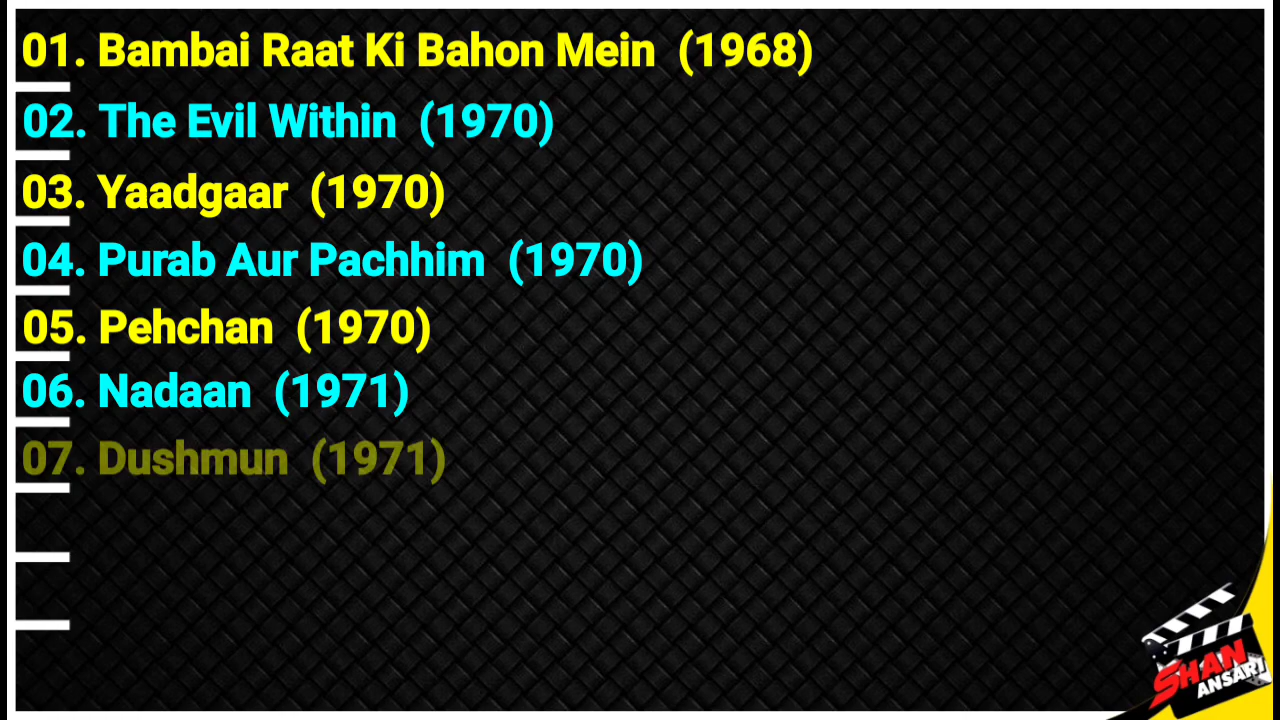 01. Bambai Raat Ki Bahon Mein (1968)
02. The Evil Within (1970)
03. Yaadgaar (1970)
04. Purab Aur Pachhim (1970)
05. Pehchan (1970)
06. Nadaan (1971)
07. Dushmun (1971)
SHAN
ANSARI